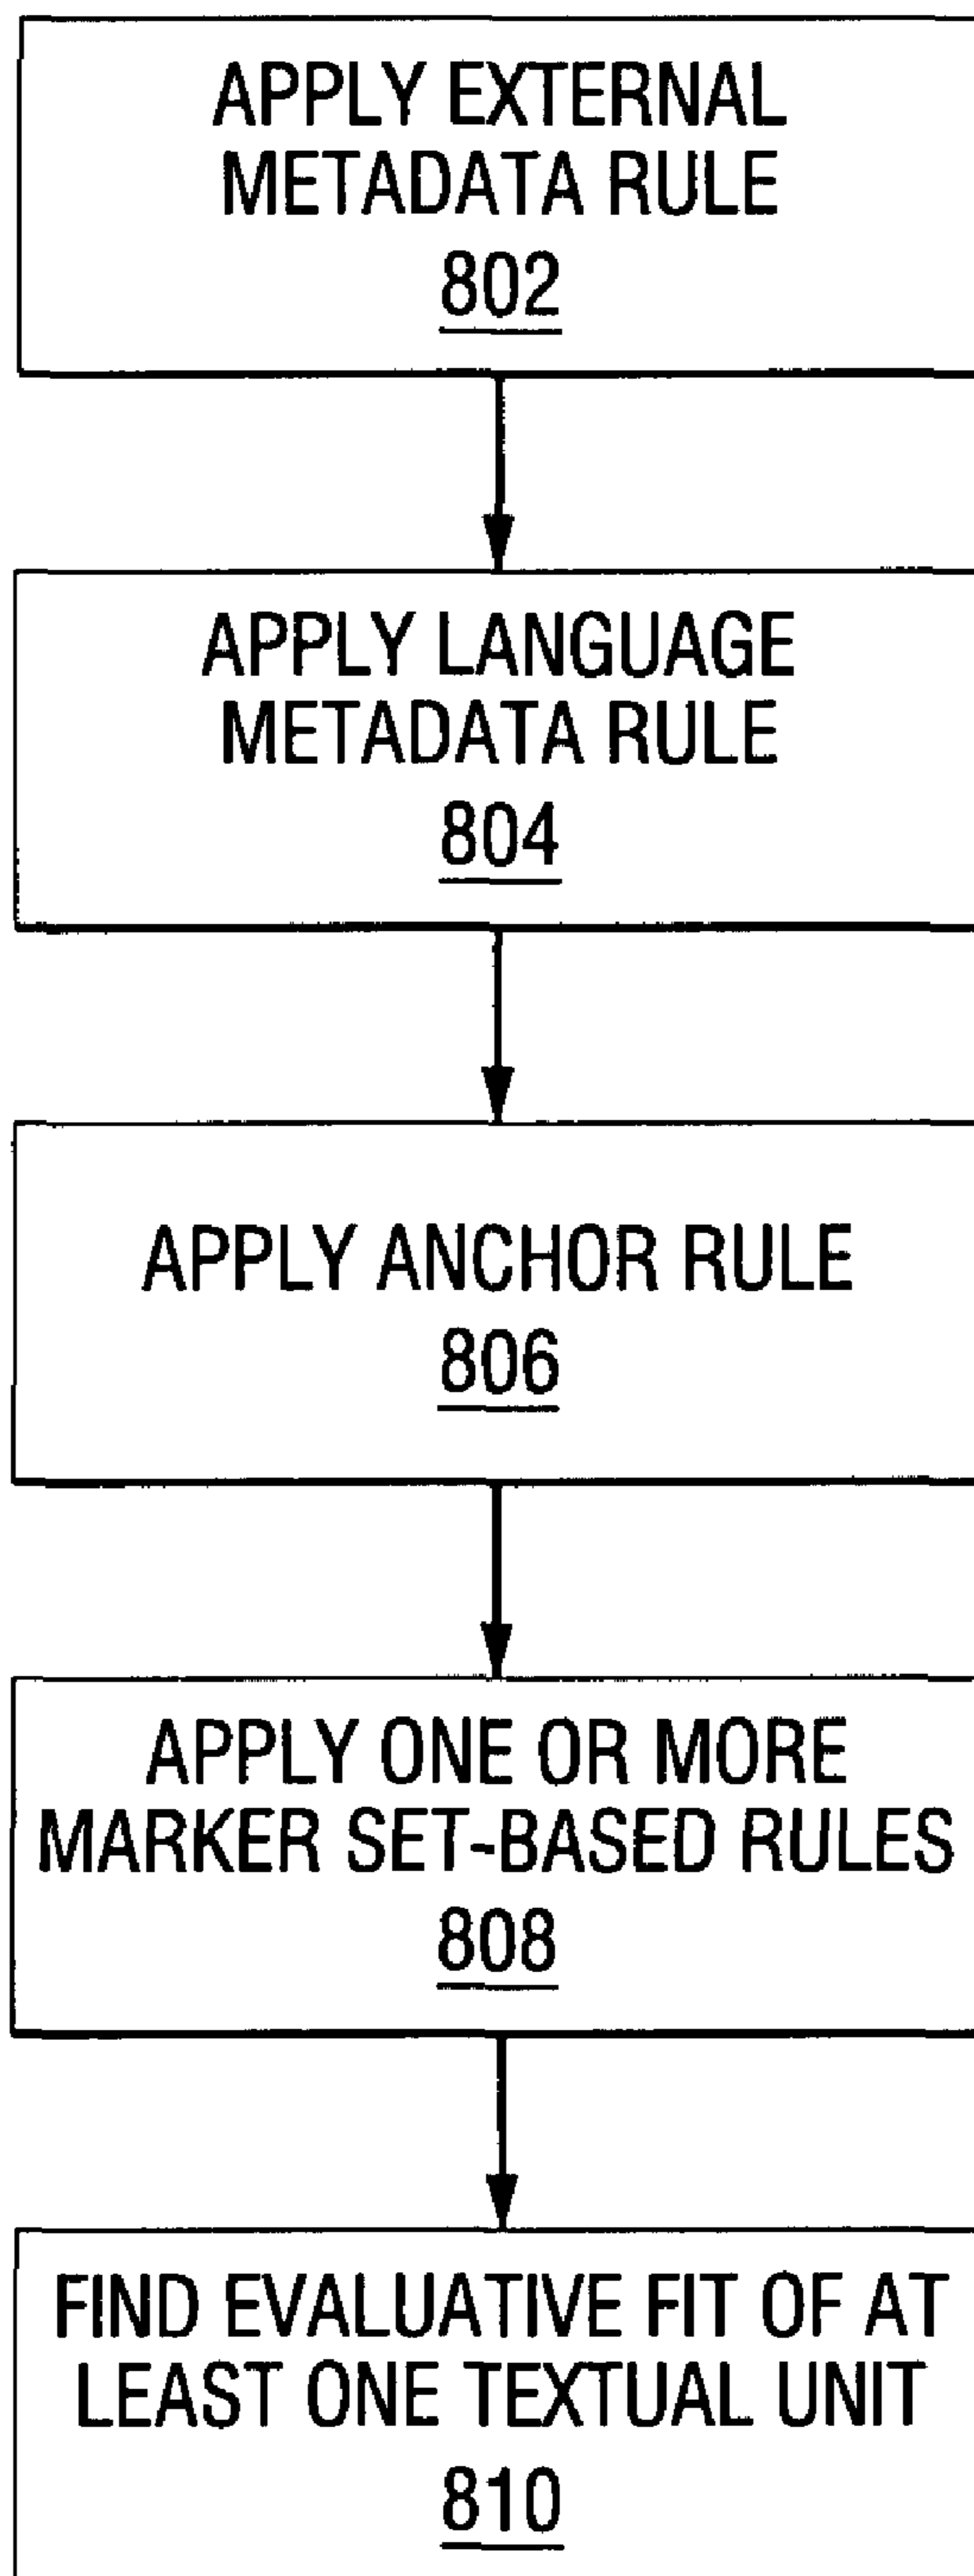 APPLY EXTERNAL
METADATA RULE
802
APPLY LANGUAGE
METADATA RULE
804
APPLY ANCHOR RULE
806
APPLY ONE OR MORE
MARKER SET-BASED RULES
808
FIND EVALUATIVE FIT OF AT
LEAST ONE TEXTUAL UNIT
810